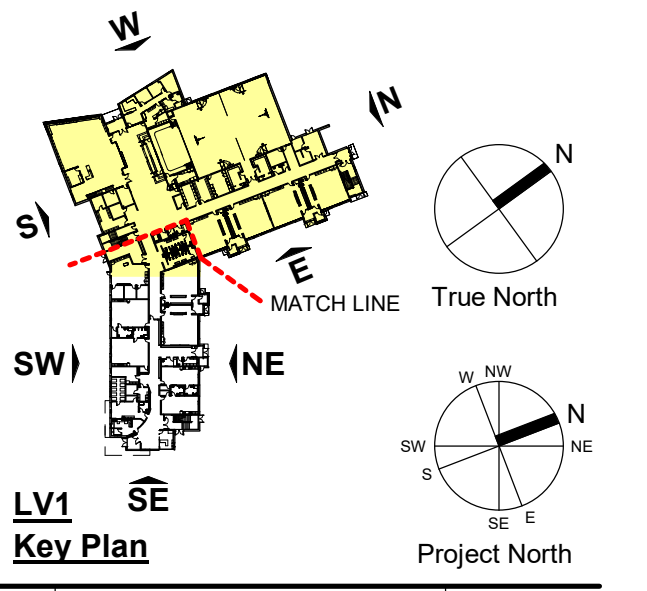 W
N
S
E
MATCH LINE
SW
NE
SE
LV1
Key Plan
N
True North
W NW
N
SW
NE
S
SE E
Project North